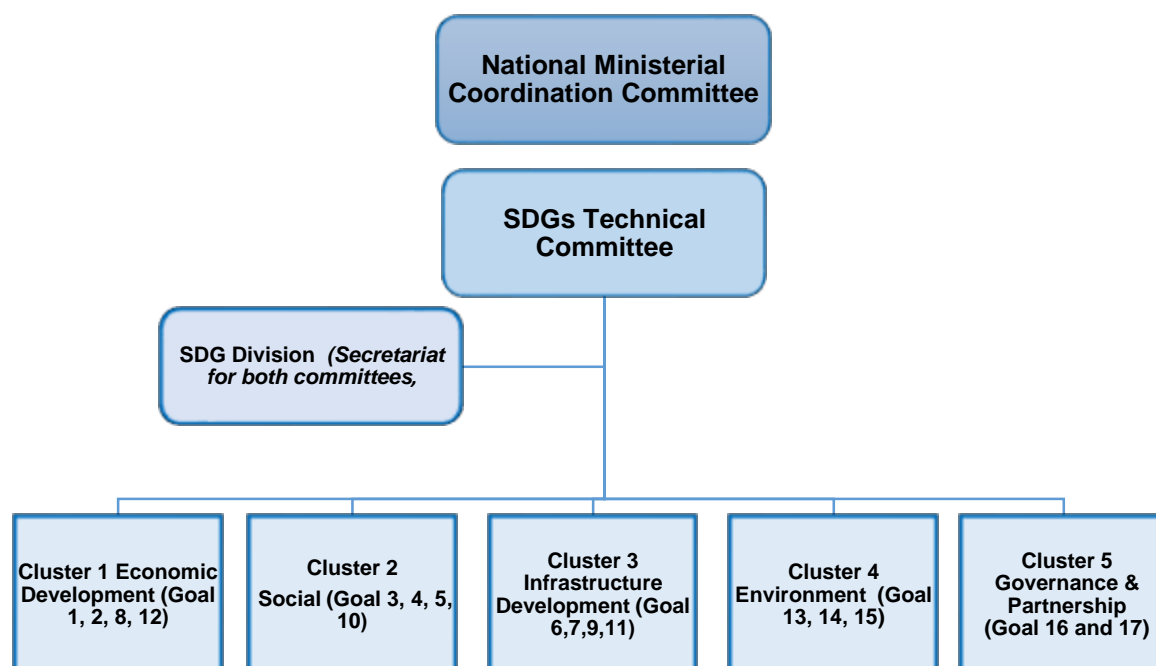 National Ministerial
Coordination Committee
SDGs Technical
Committee
SDG Division (Secretariat
for both committees,
Cluster 1 Economic
Development (Goal
1, 2, 8, 12)
Cluster 2
Social (Goal 3, 4, 5,
10)
Cluster 3
Infrastructure
Development (Goal
6,7,9,11)
Cluster 4
Environment (Goal
13, 14, 15)
Cluster 5
Governance &
Partnership
(Goal 16 and 17)